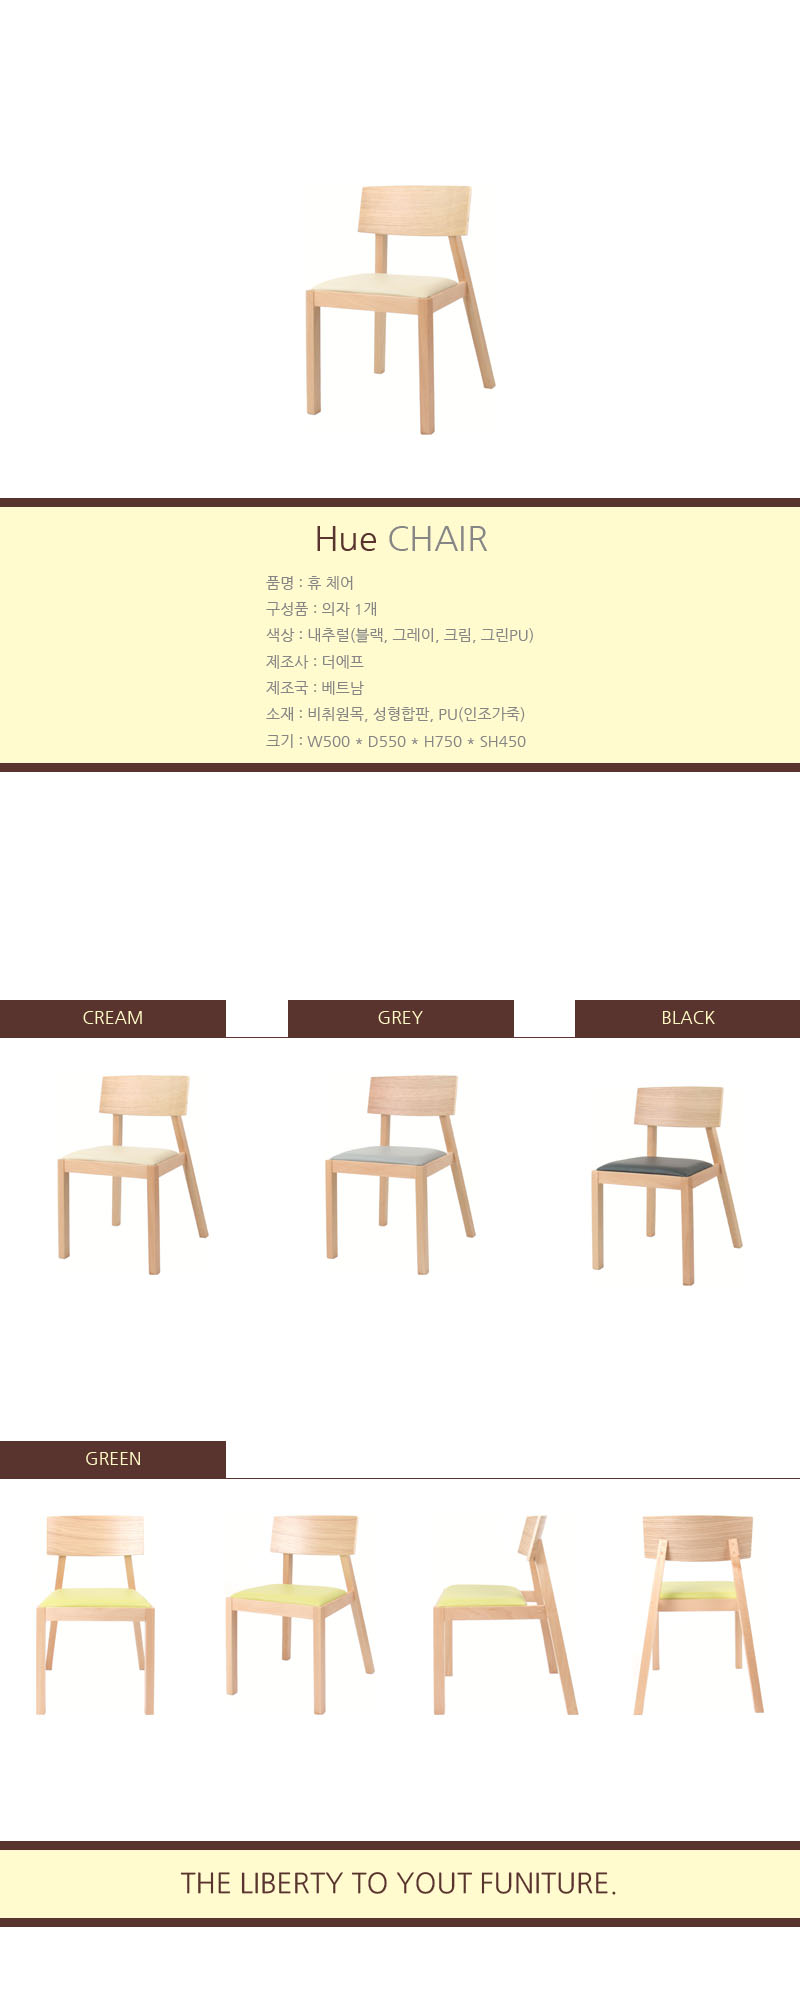 Hue CHAIR
품명 : 휴 체어
구성품 : 의자 1개
색상 : 내추럴(블랙, 그레이, 크림, 그린PU)
제조사 : 더에프
제조국 : 베트남
소재 : 비취원목, 성형합판, PU(인조가죽)
크기 : W500 * D550 * H750 * SH450
CREAM
GREY
BLACK
GREEN
THE LIBERTY TO YOUT FUNITURE.